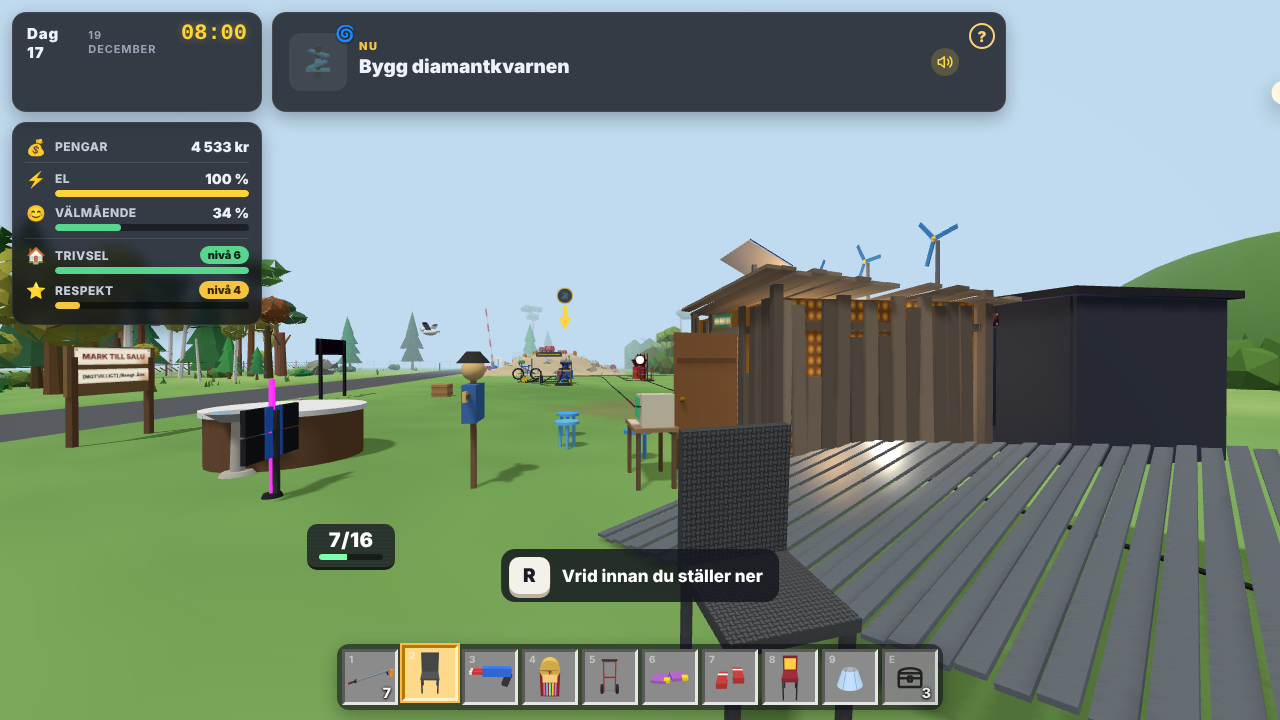 Dag
17
19
DECEMBER
08:00
NU
Bygg diamantkvarnen
?
PENGAR
4 533 kr
EL
100 %
VÄLMÅENDE
34 %
TRIVSEL
nivå 6
RESPEKT
nivå 4
MARK TILL SALU
7/16
R
Vrid innan du ställer ner
1
7
2
3
4
5
6
7
8
9
E
3